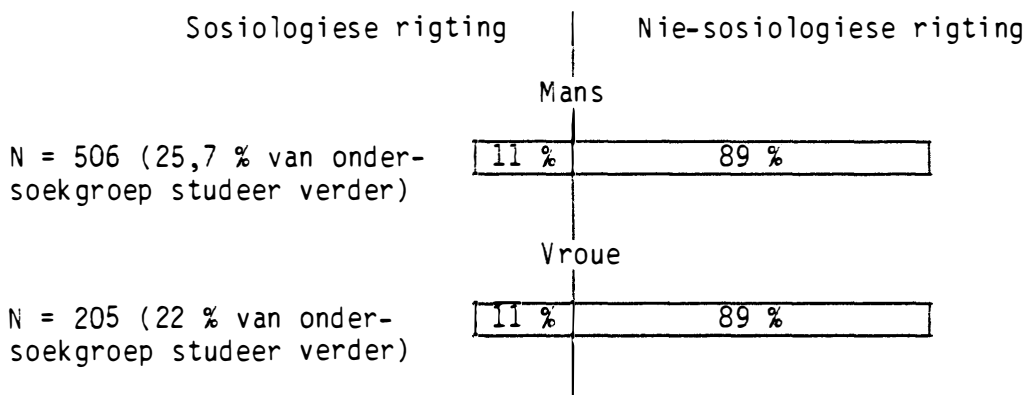 Sosiologiese rigting Nie-sosiologiese rigting
Mans
N = 506 (25,7 % van onder- 11 % 89 %
soekgroep studeer verder)
Vroue
N = 205 (22 % van onder- 11 % 89 %
soekgroep studeer verder)